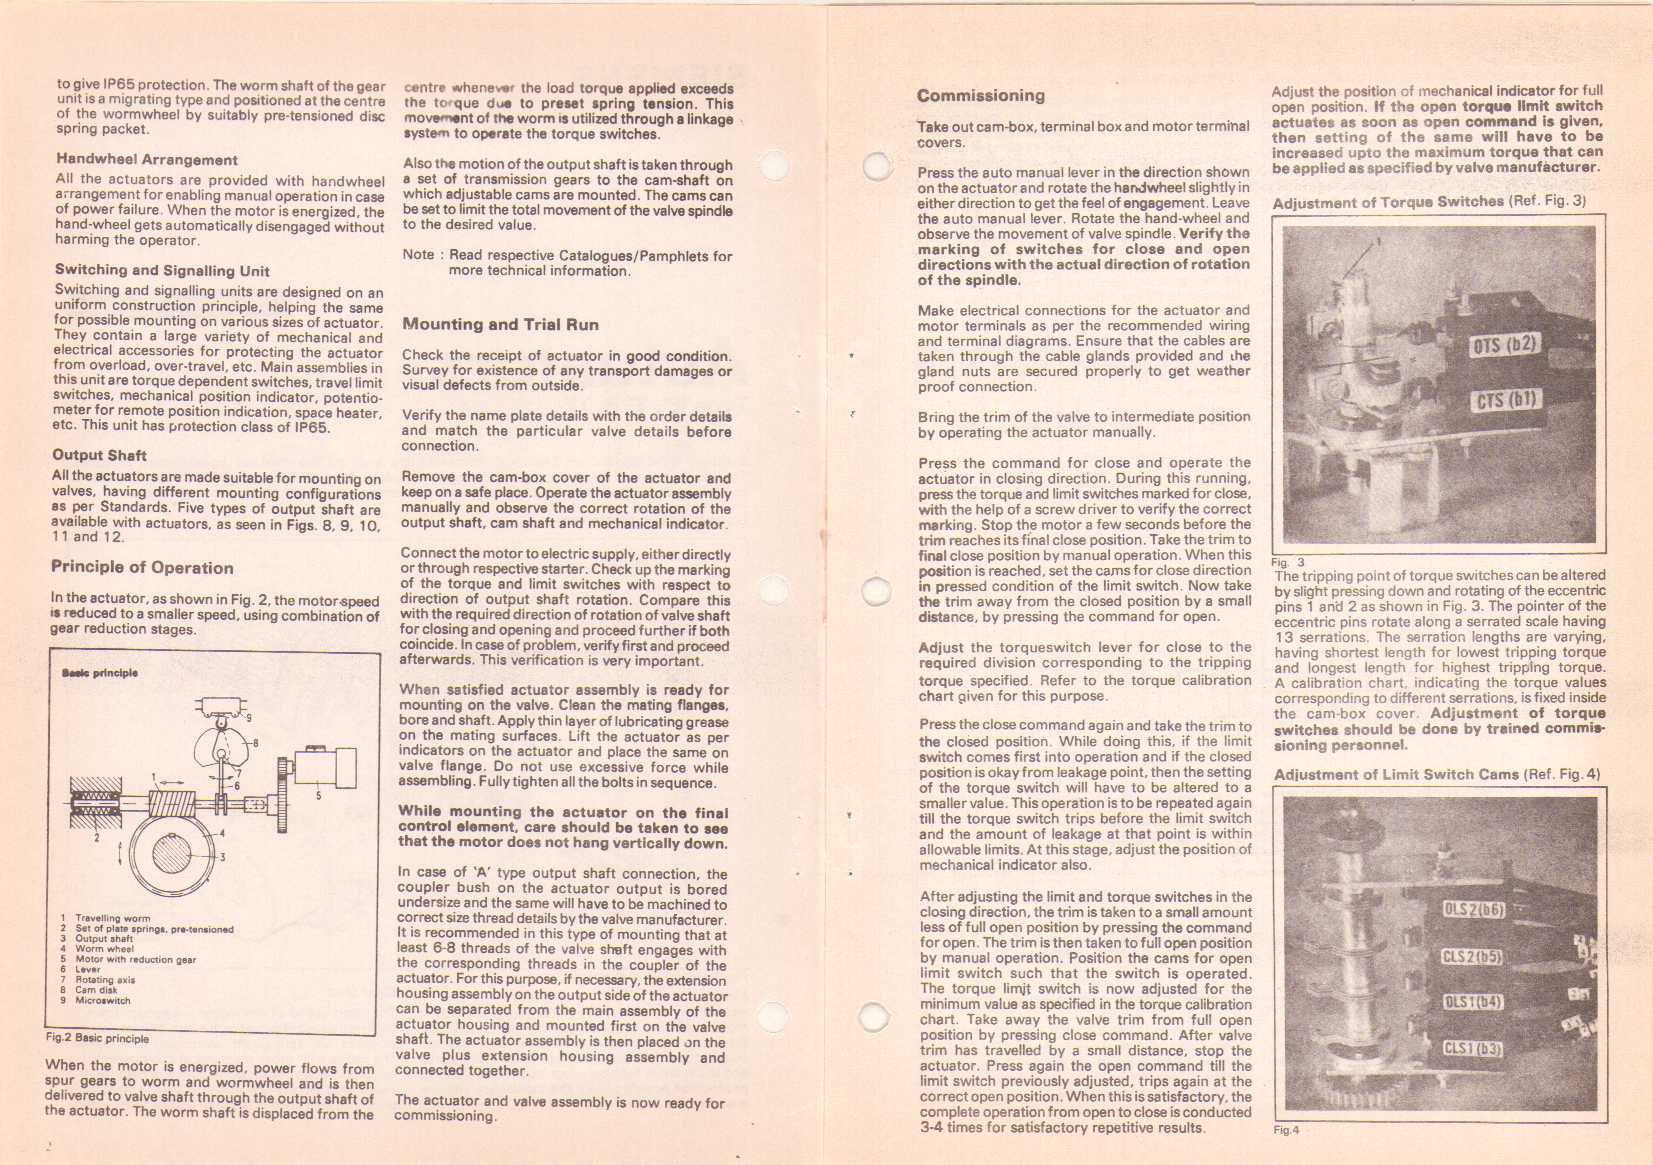 to give IP65 protection. The worm shaft of the gear
unit is a migrating type and positioned at the centre
of the wormwheel by suitably pre-tensioned disc
spring packet.
Handwheel Arrangement
All the actuators are provided with handwheel
arrangement for enabling manual operation in case
of power failure. When the motor is energized, the
hand-wheel gets automatically disengaged without
harming the operator.
Switching and Signalling Unit
Switching and signalling units are designed on an
uniform construction principle, helping the same
for possible mounting on various sizes of actuator.
They contain a large variety of mechanical and
electrical accessories for protecting the actuator
from overload, over-travel, etc. Main assemblies in
this unit are torque dependent switches, travel limit
switches, mechanical position indicator, potentio-
meter for remote position indication, space heater,
etc. This unit has protection class of IP65.
Output Shaft
All the actuators are made suitable for mounting on
valves, having different mounting configurations
as per Standards. Five types of output shaft are
available with actuators, as seen in Figs. 8, 9, 10,
11 and 12.
Principle of Operation
In the actuator, as shown in Fig. 2, the motor-speed
is reduced to a smaller speed, using combination of
gear reduction stages.
Basic principle
9
8
7
6
5
1
2
4
3
1 Travelling worm
2 Set of plate springs, pre-tensioned
3 Output shaft
4 Worm wheel
5 Motor with reduction gear
6 Lever
7 Rotating axis
8 Cam disk
9 Microswitch
Fig.2 Basic principle
When the motor is energized, power flows from
spur gears to worm and wormwheel and is then
delivered to valve shaft through the output shaft of
the actuator. The worm shaft is displaced from the
centre whenever the load torque applied exceeds
the torque due to preset spring tension. This
movement of the worm is utilized through a linkage
system to operate the torque switches.
Also the motion of the output shaft is taken through
a set of transmission gears to the cam-shaft on
which adjustable cams are mounted. The cams can
be set to limit the total movement of the valve spindle
to the desired value.
Note : Read respective Catalogues/Pamphlets for
more technical information.
Mounting and Trial Run
Check the receipt of actuator in good condition.
Survey for existence of any transport damages or
visual defects from outside.
Verify the name plate details with the order details
and match the particular valve details before
connection.
Remove the cam-box cover of the actuator and
keep on a safe place. Operate the actuator assembly
manually and observe the correct rotation of the
output shaft, cam shaft and mechanical indicator.
Connect the motor to electric supply, either directly
or through respective starter. Check up the marking
of the torque and limit switches with respect to
direction of output shaft rotation. Compare this
with the required direction of rotation of valve shaft
for closing and opening and proceed further if both
coincide. In case of problem, verify first and proceed
afterwards. This verification is very important.
When satisfied actuator assembly is ready for
mounting on the valve. Clean the mating flanges,
bore and shaft. Apply thin layer of lubricating grease
on the mating surfaces. Lift the actuator as per
indicators on the actuator and place the same on
valve flange. Do not use excessive force while
assembling. Fully tighten all the bolts in sequence.
While mounting the actuator on the final
control element, care should be taken to see
that the motor does not hang vertically down.
In case of 'A' type output shaft connection, the
coupler bush on the actuator output is bored
undersize and the same will have to be machined to
correct size thread details by the valve manufacturer.
It is recommended in this type of mounting that at
least 6-8 threads of the valve shaft engages with
the corresponding threads in the coupler of the
actuator. For this purpose, if necessary, the extension
housing assembly on the output side of the actuator
can be separated from the main assembly of the
actuator housing and mounted first on the valve
shaft. The actuator assembly is then placed on the
valve plus extension housing assembly and
connected together.
The actuator and valve assembly is now ready for
commissioning.
Commissioning
Take out cam-box, terminal box and motor terminal
covers.
Press the auto manual lever in the direction shown
on the actuator and rotate the handwheel slightly in
either direction to get the feel of engagement. Leave
the auto manual lever. Rotate the hand-wheel and
observe the movement of valve spindle. Verify the
marking of switches for close and open
directions with the actual direction of rotation
of the spindle.
Make electrical connections for the actuator and
motor terminals as per the recommended wiring
and terminal diagrams. Ensure that the cables are
taken through the cable glands provided and the
gland nuts are secured properly to get weather
proof connection.
Bring the trim of the valve to intermediate position
by operating the actuator manually.
Press the command for close and operate the
actuator in closing direction. During this running,
press the torque and limit switches marked for close,
with the help of a screw driver to verify the correct
marking. Stop the motor a few seconds before the
trim reaches its final close position. Take the trim to
final close position by manual operation. When this
position is reached, set the cams for close direction
in pressed condition of the limit switch. Now take
the trim away from the closed position by a small
distance, by pressing the command for open.
Adjust the torqueswitch lever for close to the
required division corresponding to the tripping
torque specified. Refer to the torque calibration
chart given for this purpose.
Press the close command again and take the trim to
the closed position. While doing this, if the limit
switch comes first into operation and if the closed
position is okay from leakage point, then the setting
of the torque switch will have to be altered to a
smaller value. This operation is to be repeated again
till the torque switch trips before the limit switch
and the amount of leakage at that point is within
allowable limits. At this stage, adjust the position of
mechanical indicator also.
After adjusting the limit and torque switches in the
closing direction, the trim is taken to a small amount
less of full open position by pressing the command
for open. The trim is then taken to full open position
by manual operation. Position the cams for open
limit switch such that the switch is operated.
The torque limjt switch is now adjusted for the
minimum value as specified in the torque calibration
chart. Take away the valve trim from full open
position by pressing close command. After valve
trim has travelled by a small distance, stop the
actuator. Press again the open command till the
limit switch previously adjusted, trips again at the
correct open position. When this is satisfactory, the
complete operation from open to close is conducted
3-4 times for satisfactory repetitive results.
Adjust the position of mechanical indicator for full
open position. If the open torque limit switch
actuates as soon as open command is given,
then setting of the same will have to be
increased upto the maximum torque that can
be applied as specified by valve manufacturer.
Adjustment of Torque Switches (Ref. Fig. 3)
1
OTS (b2)
CTS (b1)
Fig. 3
The tripping point of torque switches can be altered
by slight pressing down and rotating of the eccentric
pins 1 and 2 as shown in Fig. 3. The pointer of the
eccentric pins rotate along a serrated scale having
13 serrations. The serration lengths are varying,
having shortest length for lowest tripping torque
and longest length for highest tripping torque.
A calibration chart, indicating the torque values
corresponding to different serrations, is fixed inside
the cam-box cover. Adjustment of torque
switches should be done by trained commis-
sioning personnel.
Adjustment of Limit Switch Cams (Ref. Fig. 4)
OLS2(b6)
CLS2(b5)
OLS1(b4)
CLS1(b3)
Fig.4